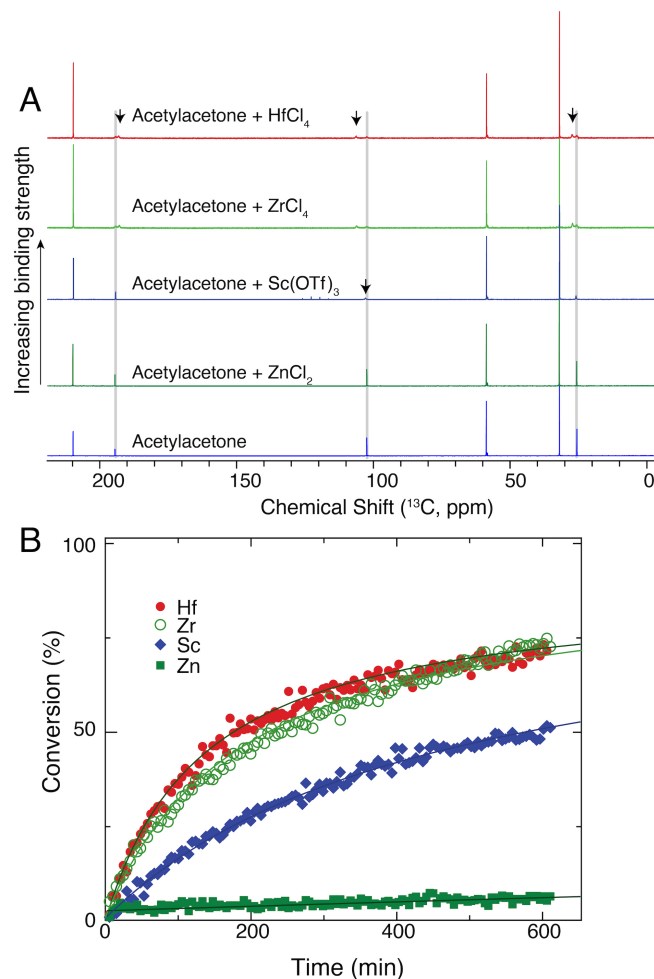 A
Increasing binding strength
Acetylacetone + HfCl₄
Acetylacetone + ZrCl₄
Acetylacetone + Sc(OTf)₃
Acetylacetone + ZnCl₂
Acetylacetone
200 150 100 50 0
Chemical Shift (¹³C, ppm)
B
Conversion (%)
100
50
0
Hf
Zr
Sc
Zn
0 200 400 600
Time (min)